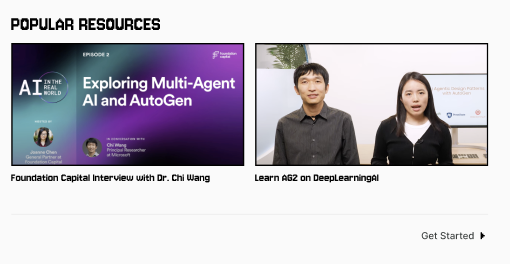 POPULAR RESOURCES
EPISODE 2
foundation
capital
AI IN THE
REAL
WORLD
Exploring Multi-Agent
AI and AutoGen
HOSTED BY
Joanne Chen
General Partner at
Foundation Capital
IN CONVERSATION WITH
Chi Wang
Principal Researcher
at Microsoft
Agentic Design Patterns
with AutoGen
Foundation Capital Interview with Dr. Chi Wang
Learn AG2 on DeepLearningAI
Get Started